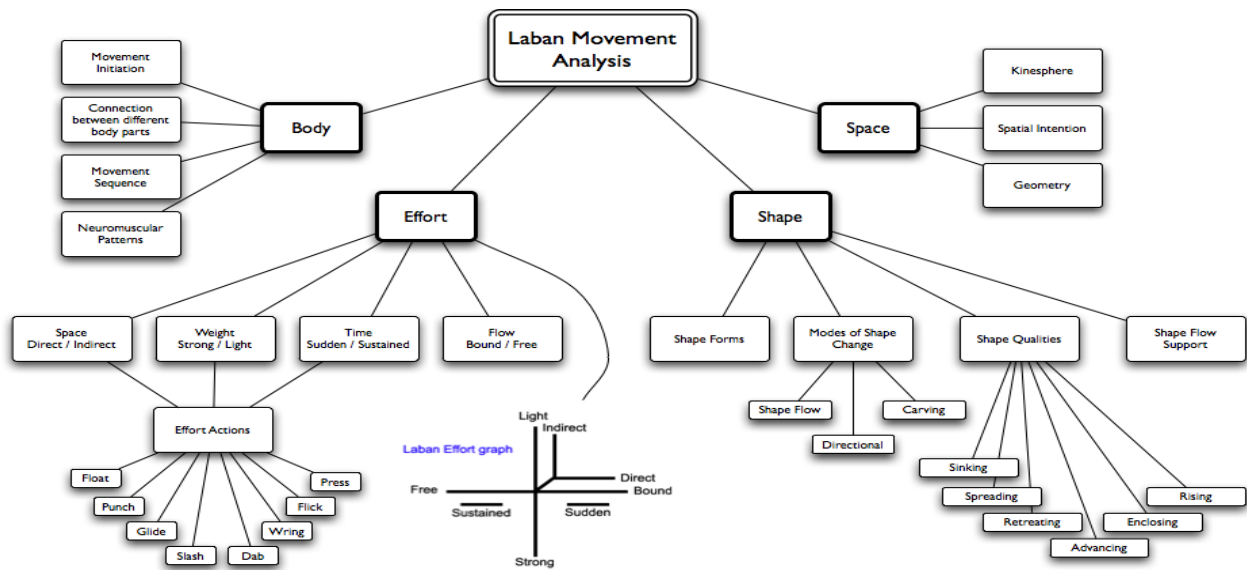 Laban Movement
Analysis
Movement
Initiation
Connection
between different
body parts
Movement
Sequence
Neuromuscular
Patterns
Body
Space
Kinesphere
Spatial Intention
Geometry
Effort
Shape
Space
Direct / Indirect
Weight
Strong / Light
Time
Sudden / Sustained
Flow
Bound / Free
Shape Forms
Modes of Shape
Change
Shape Qualities
Shape Flow
Support
Effort Actions
Float
Punch
Glide
Slash
Dab
Wring
Flick
Press
Laban Effort graph
Light
Indirect
Direct
Free
Bound
Sustained
Sudden
Strong
Shape Flow
Directional
Carving
Sinking
Spreading
Retreating
Advancing
Enclosing
Rising